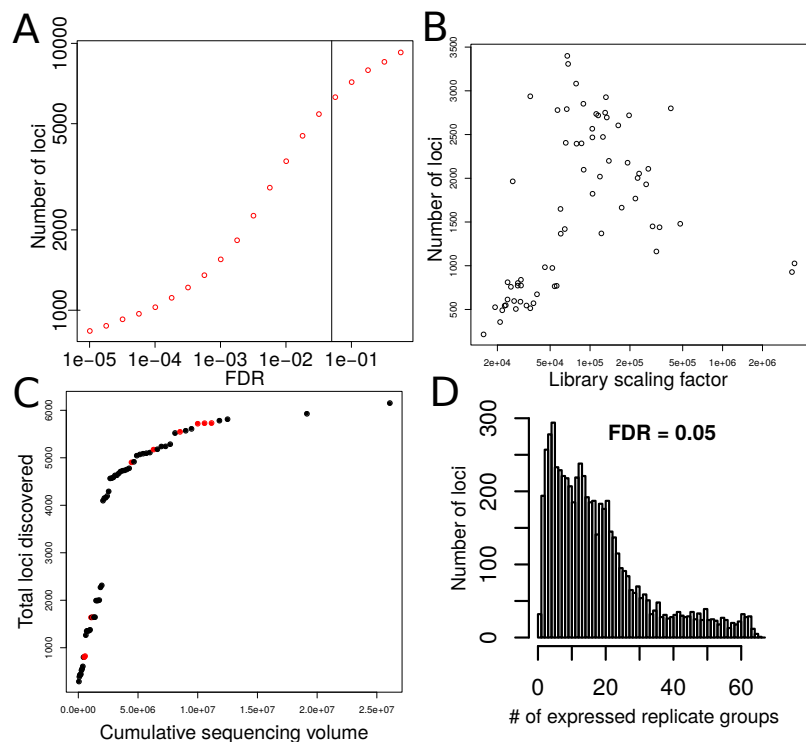 A
Number of loci
10000
5000
2000
1000
1e−05 1e−04 1e−03 1e−02 1e−01
FDR
B
Number of loci
3500
3000
2500
2000
1500
1000
500
2e+04 5e+04 1e+05 2e+05 5e+05 1e+06 2e+06
Library scaling factor
C
Total loci discovered
6000
5000
4000
3000
2000
1000
0.0e+00 5.0e+06 1.0e+07 1.5e+07 2.0e+07 2.5e+07
Cumulative sequencing volume
D
FDR = 0.05
Number of loci
300
200
100
0
0 20 40 60
# of expressed replicate groups